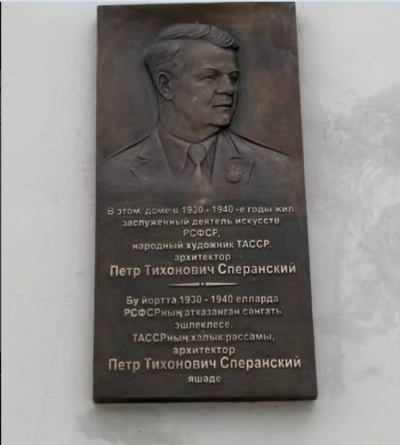 В этом доме в 1930 - 1940 -е годы жил
заслуженный деятель искусств
РСФСР,
народный художник ТАССР,
архитектор
Петр Тихонович Сперанский
Бу йортта 1930 - 1940 елларда
РСФСРның атказанган сәнгать
эшлеклесе,
ТАССРның халык рәссамы,
архитектор
Петр Тихонович Сперанский
яшәде